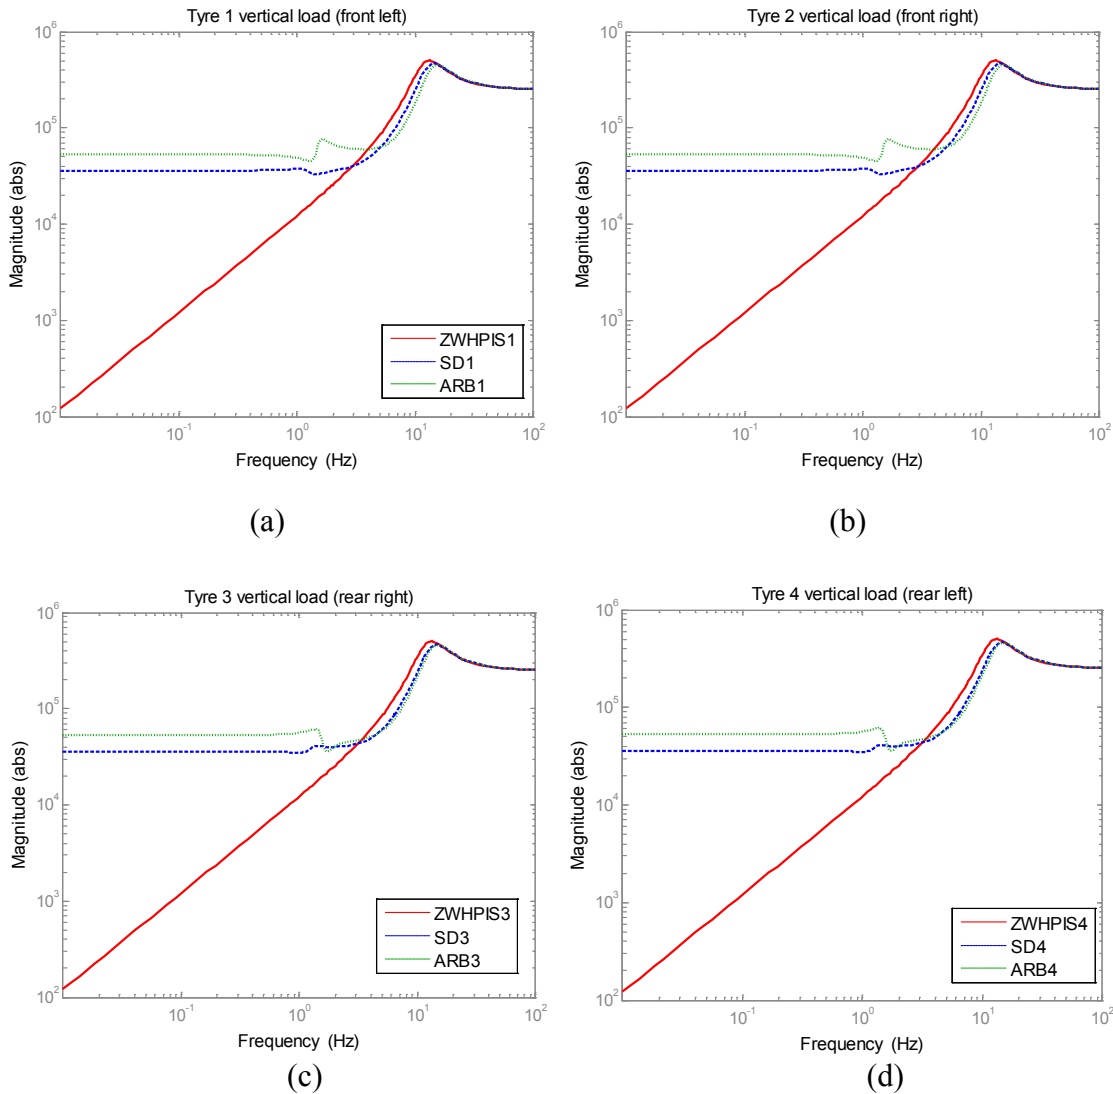 Tyre 1 vertical load (front left)
10^6
10^5
10^4
10^3
10^2
Magnitude (abs)
ZWHPIS1
SD1
ARB1
10^-1
10^0
10^1
10^2
Frequency (Hz)
(a)
Tyre 2 vertical load (front right)
10^6
10^5
10^4
10^3
10^2
Magnitude (abs)
10^-1
10^0
10^1
10^2
Frequency (Hz)
(b)
Tyre 3 vertical load (rear right)
10^6
10^5
10^4
10^3
10^2
Magnitude (abs)
ZWHPIS3
SD3
ARB3
10^-1
10^0
10^1
10^2
Frequency (Hz)
(c)
Tyre 4 vertical load (rear left)
10^6
10^5
10^4
10^3
10^2
Magnitude (abs)
ZWHPIS4
SD4
ARB4
10^-1
10^0
10^1
10^2
Frequency (Hz)
(d)